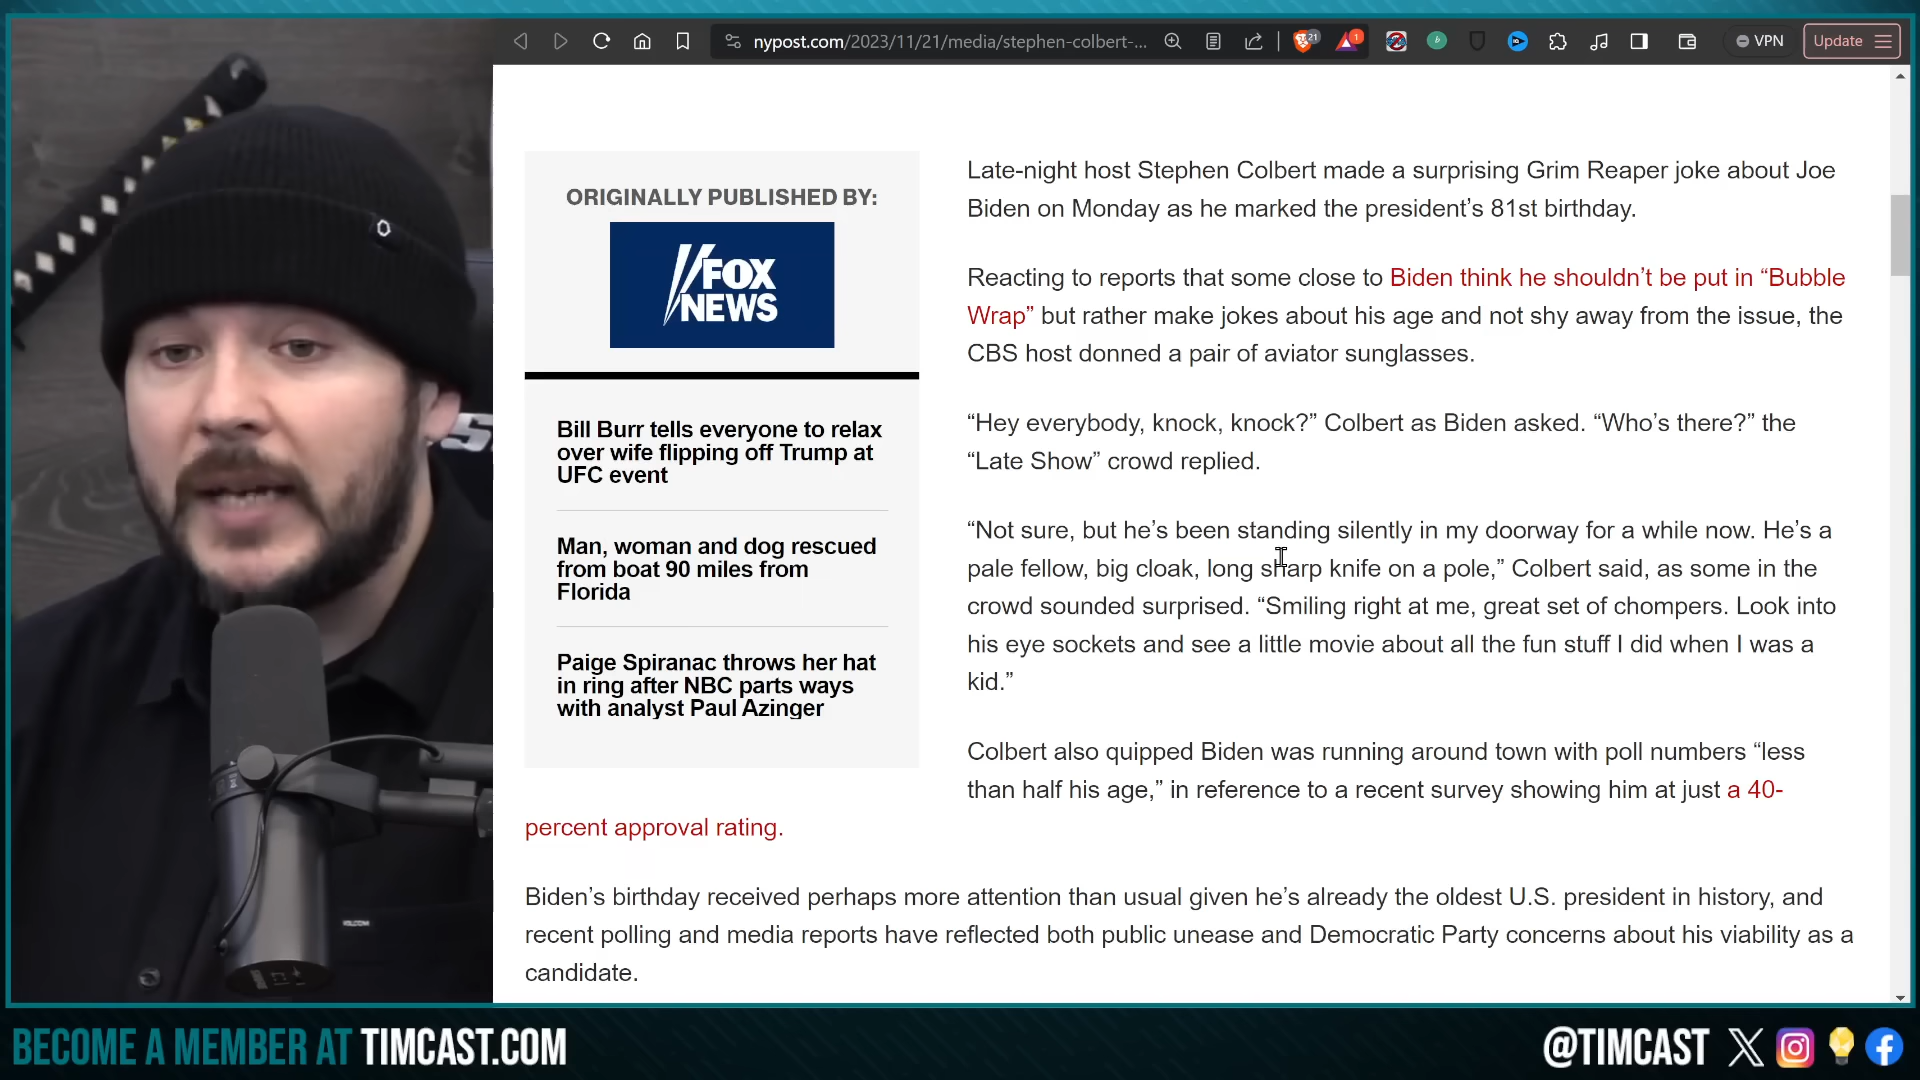 nypost.com/2023/11/21/media/stephen-colbert-...
21
1
VPN
Update
ORIGINALLY PUBLISHED BY:
FOX
NEWS
Bill Burr tells everyone to relax
over wife flipping off Trump at
UFC event
Man, woman and dog rescued
from boat 90 miles from
Florida
Paige Spiranac throws her hat
in ring after NBC parts ways
with analyst Paul Azinger
Late-night host Stephen Colbert made a surprising Grim Reaper joke about Joe
Biden on Monday as he marked the president’s 81st birthday.
Reacting to reports that some close to Biden think he shouldn’t be put in “Bubble
Wrap” but rather make jokes about his age and not shy away from the issue, the
CBS host donned a pair of aviator sunglasses.
“Hey everybody, knock, knock?” Colbert as Biden asked. “Who’s there?” the
“Late Show” crowd replied.
“Not sure, but he’s been standing silently in my doorway for a while now. He’s a
pale fellow, big cloak, long sharp knife on a pole,” Colbert said, as some in the
crowd sounded surprised. “Smiling right at me, great set of chompers. Look into
his eye sockets and see a little movie about all the fun stuff I did when I was a
kid.”
Colbert also quipped Biden was running around town with poll numbers “less
than half his age,” in reference to a recent survey showing him at just a 40-
percent approval rating.
Biden’s birthday received perhaps more attention than usual given he’s already the oldest U.S. president in history, and
recent polling and media reports have reflected both public unease and Democratic Party concerns about his viability as a
candidate.
BECOME A MEMBER AT TIMCAST.COM
@TIMCAST